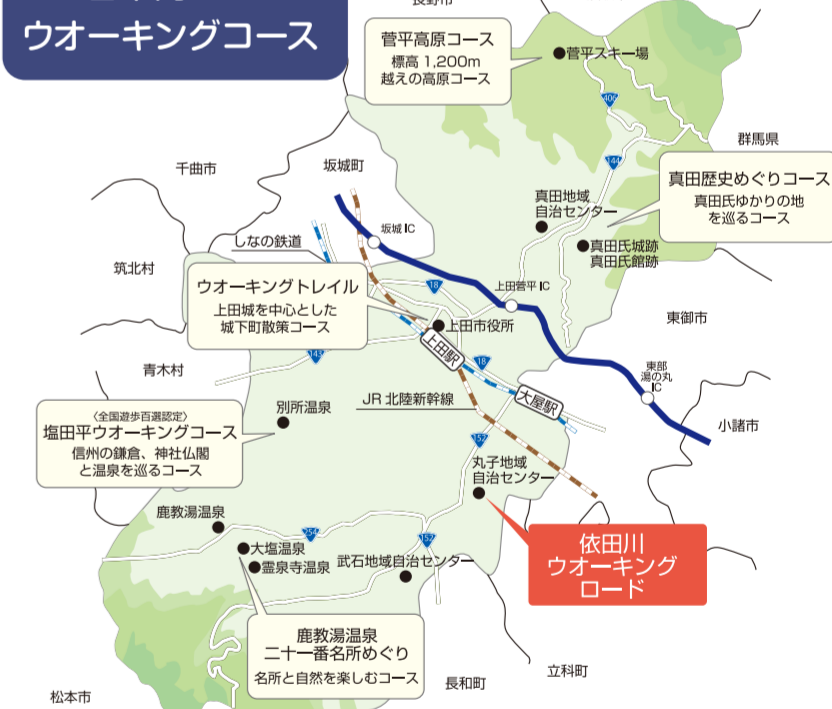 ウオーキングコース
菅平高原コース
標高 1,200m
越えの高原コース
菅平スキー場
406
群馬県
144
真田歴史めぐりコース
真田氏ゆかりの地
を巡るコース
千曲市
坂城町
真田地域
自治センター
坂城 IC
しなの鉄道
真田氏城跡
真田氏館跡
筑北村
18
上田菅平 IC
ウオーキングトレイル
上田城を中心とした
城下町散策コース
上田市役所
東御市
上田駅
143
18
青木村
東部
湯の丸
IC
大屋駅
JR 北陸新幹線
別所温泉
小諸市
〈全国遊歩百選認定〉
塩田平ウオーキングコース
信州の鎌倉、神社仏閣
と温泉を巡るコース
152
丸子地域
自治センター
鹿教湯温泉
254
152
大塩温泉
霊泉寺温泉
武石地域自治センター
依田川
ウオーキング
ロード
鹿教湯温泉
二十一番名所めぐり
名所と自然を楽しむコース
長和町
立科町
松本市